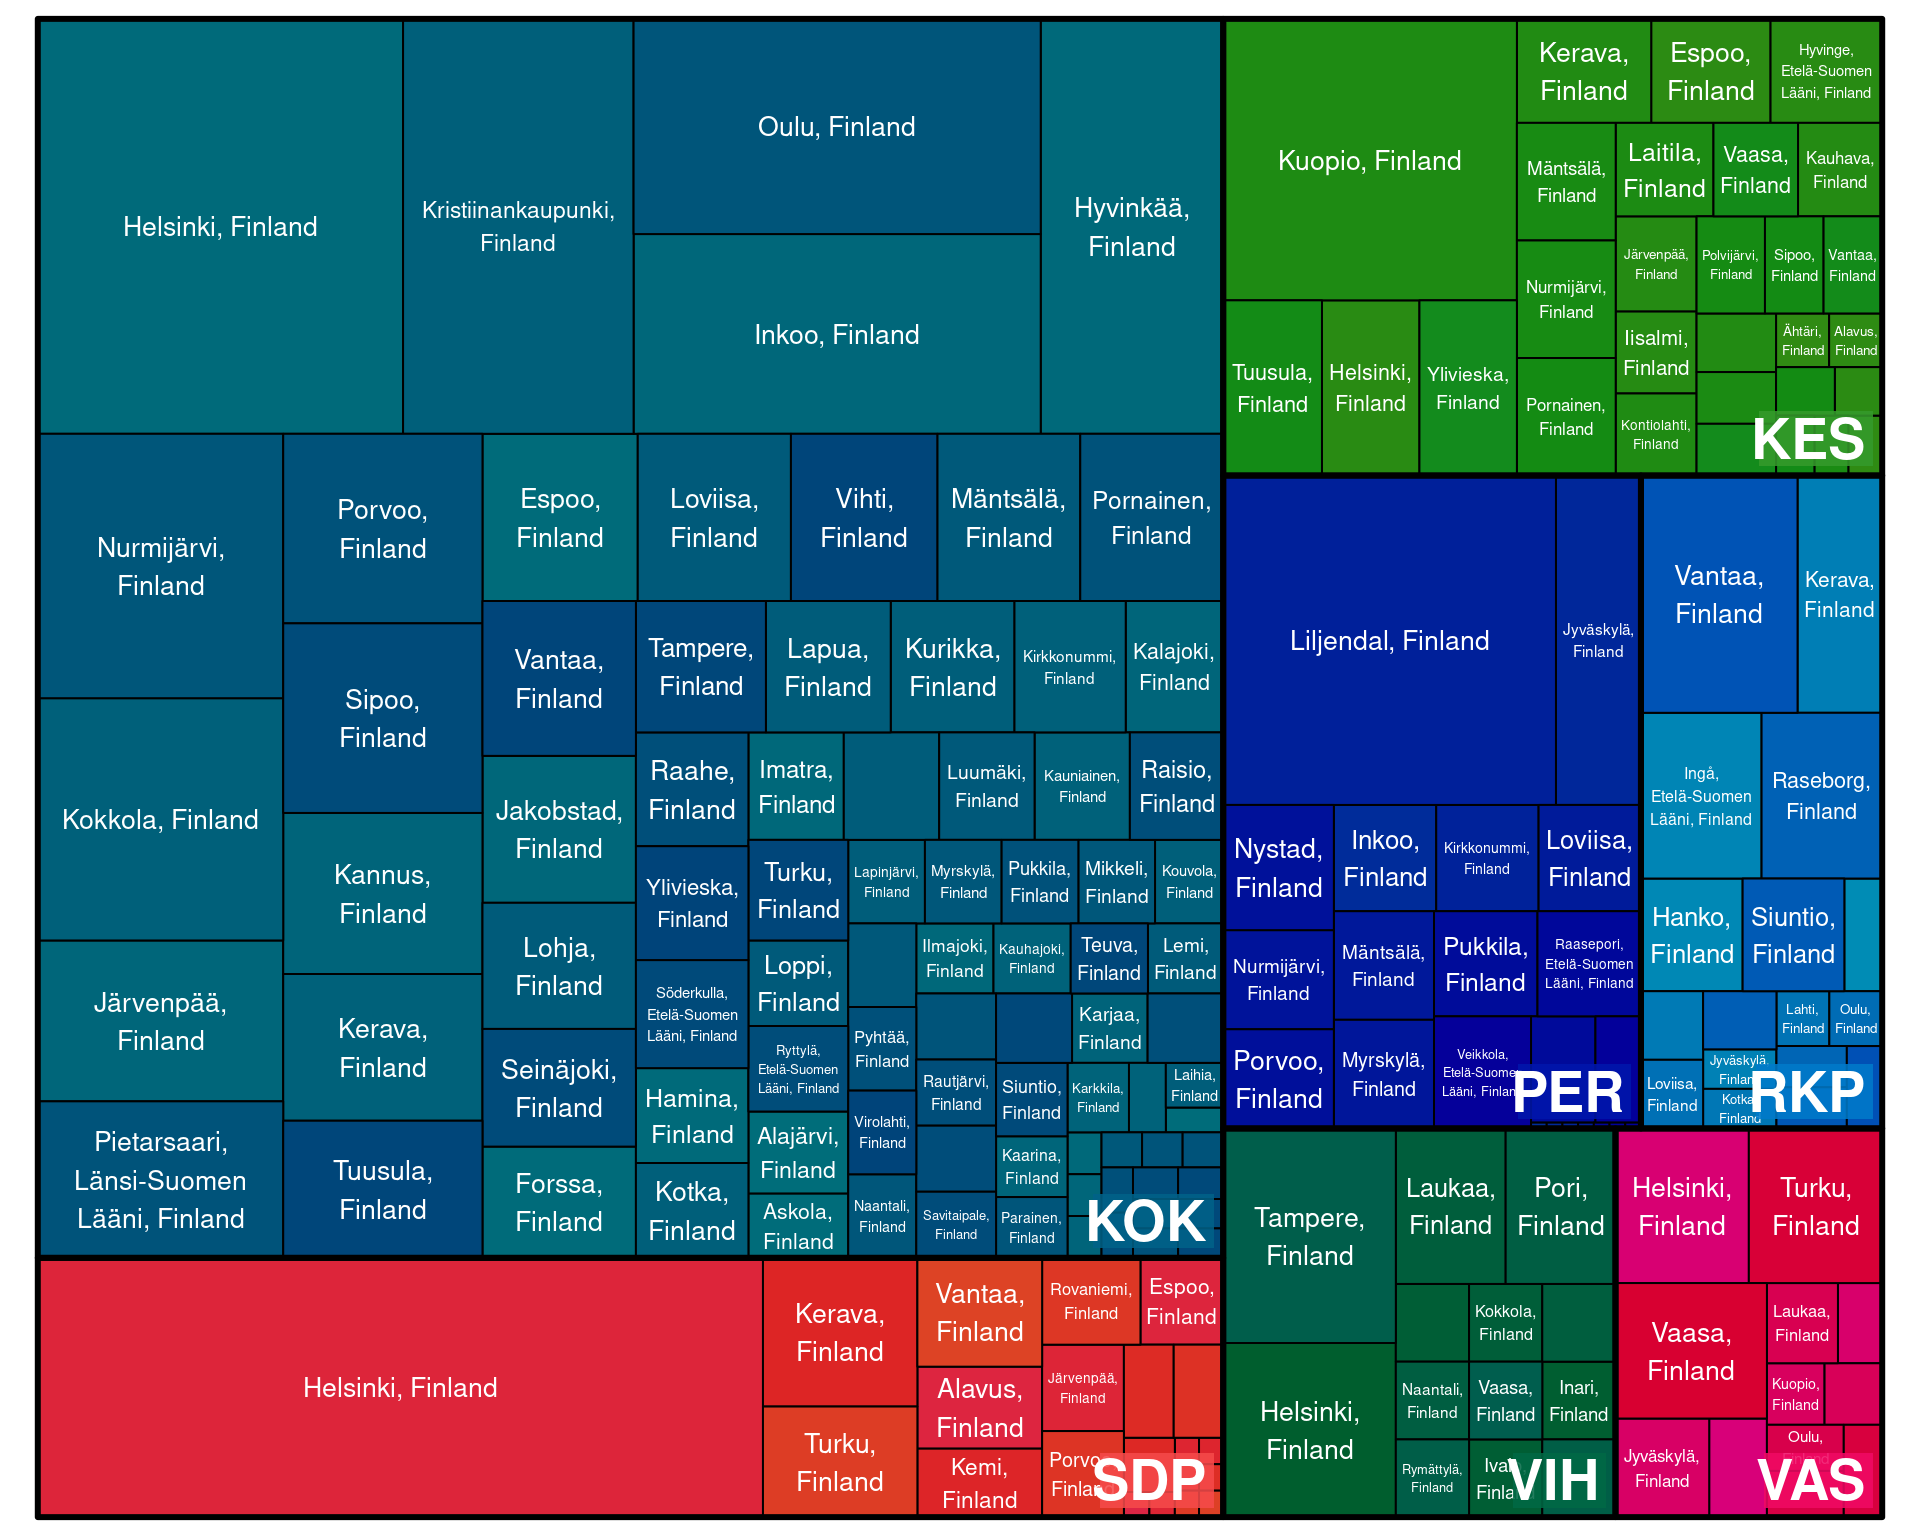 Helsinki, Finland
Kristiinankaupunki,
Finland
Oulu, Finland
Inkoo, Finland
Hyvinkää,
Finland
Nurmijärvi,
Finland
Kokkola, Finland
Järvenpää,
Finland
Pietarsaari,
Länsi-Suomen
Lääni, Finland
Porvoo,
Finland
Sipoo,
Finland
Kannus,
Finland
Kerava,
Finland
Tuusula,
Finland
Espoo,
Finland
Loviisa,
Finland
Vihti,
Finland
Mäntsälä,
Finland
Pornainen,
Finland
Vantaa,
Finland
Jakobstad,
Finland
Lohja,
Finland
Seinäjoki,
Finland
Forssa,
Finland
Tampere,
Finland
Lapua,
Finland
Kurikka,
Finland
Kirkkonummi,
Finland
Kalajoki,
Finland
Raahe,
Finland
Ylivieska,
Finland
Söderkulla,
Etelä-Suomen
Lääni, Finland
Hamina,
Finland
Kotka,
Finland
Imatra,
Finland
Luumäki,
Finland
Kauniainen,
Finland
Raisio,
Finland
Turku,
Finland
Loppi,
Finland
Ryttylä,
Etelä-Suomen
Lääni, Finland
Alajärvi,
Finland
Askola,
Finland
Lapinjärvi,
Finland
Myrskylä,
Finland
Pukkila,
Finland
Mikkeli,
Finland
Kouvola,
Finland
Pyhtää,
Finland
Virolahti,
Finland
Naantali,
Finland
Ilmajoki,
Finland
Kauhajoki,
Finland
Teuva,
Finland
Lemi,
Finland
Rautjärvi,
Finland
Savitaipale,
Finland
Karjaa,
Finland
Siuntio,
Finland
Kaarina,
Finland
Parainen,
Finland
Karkkila,
Finland
Laihia,
Finland
KOK
Helsinki, Finland
Kerava,
Finland
Turku,
Finland
Vantaa,
Finland
Alavus,
Finland
Kemi,
Finland
Rovaniemi,
Finland
Espoo,
Finland
Järvenpää,
Finland
Porvo
Finland
SDP
Kuopio, Finland
Tuusula,
Finland
Helsinki,
Finland
Ylivieska,
Finland
Kerava,
Finland
Espoo,
Finland
Hyvinge,
Etelä-Suomen
Lääni, Finland
Mäntsälä,
Finland
Nurmijärvi,
Finland
Pornainen,
Finland
Laitila,
Finland
Vaasa,
Finland
Kauhava,
Finland
Järvenpää,
Finland
Iisalmi,
Finland
Kontiolahti,
Finland
Polvijärvi,
Finland
Sipoo,
Finland
Vantaa,
Finland
Ähtäri,
Finland
Alavus,
Finland
KES
Liljendal, Finland
Jyväskylä,
Finland
Nystad,
Finland
Nurmijärvi,
Finland
Porvoo,
Finland
Inkoo,
Finland
Kirkkonummi,
Finland
Loviisa,
Finland
Mäntsälä,
Finland
Myrskylä,
Finland
Pukkila,
Finland
Raasepori,
Etelä-Suomen
Lääni, Finland
Veikkola,
Etelä-Suomen
Lääni, Finland
PER
Vantaa,
Finland
Kerava,
Finland
Ingå,
Etelä-Suomen
Lääni, Finland
Raseborg,
Finland
Hanko,
Finland
Siuntio,
Finland
Loviisa,
Finland
Lahti,
Finland
Oulu,
Finland
Jyväskylä,
Finland
Kotka
Finland
RKP
Tampere,
Finland
Helsinki,
Finland
Laukaa,
Finland
Pori,
Finland
Kokkola,
Finland
Naantali,
Finland
Vaasa,
Finland
Inari,
Finland
Rymättylä,
Finland
Ival
Finland
VIH
Helsinki,
Finland
Turku,
Finland
Vaasa,
Finland
Jyväskylä,
Finland
Laukaa,
Finland
Kuopio,
Finland
Oulu,
Finland
VAS